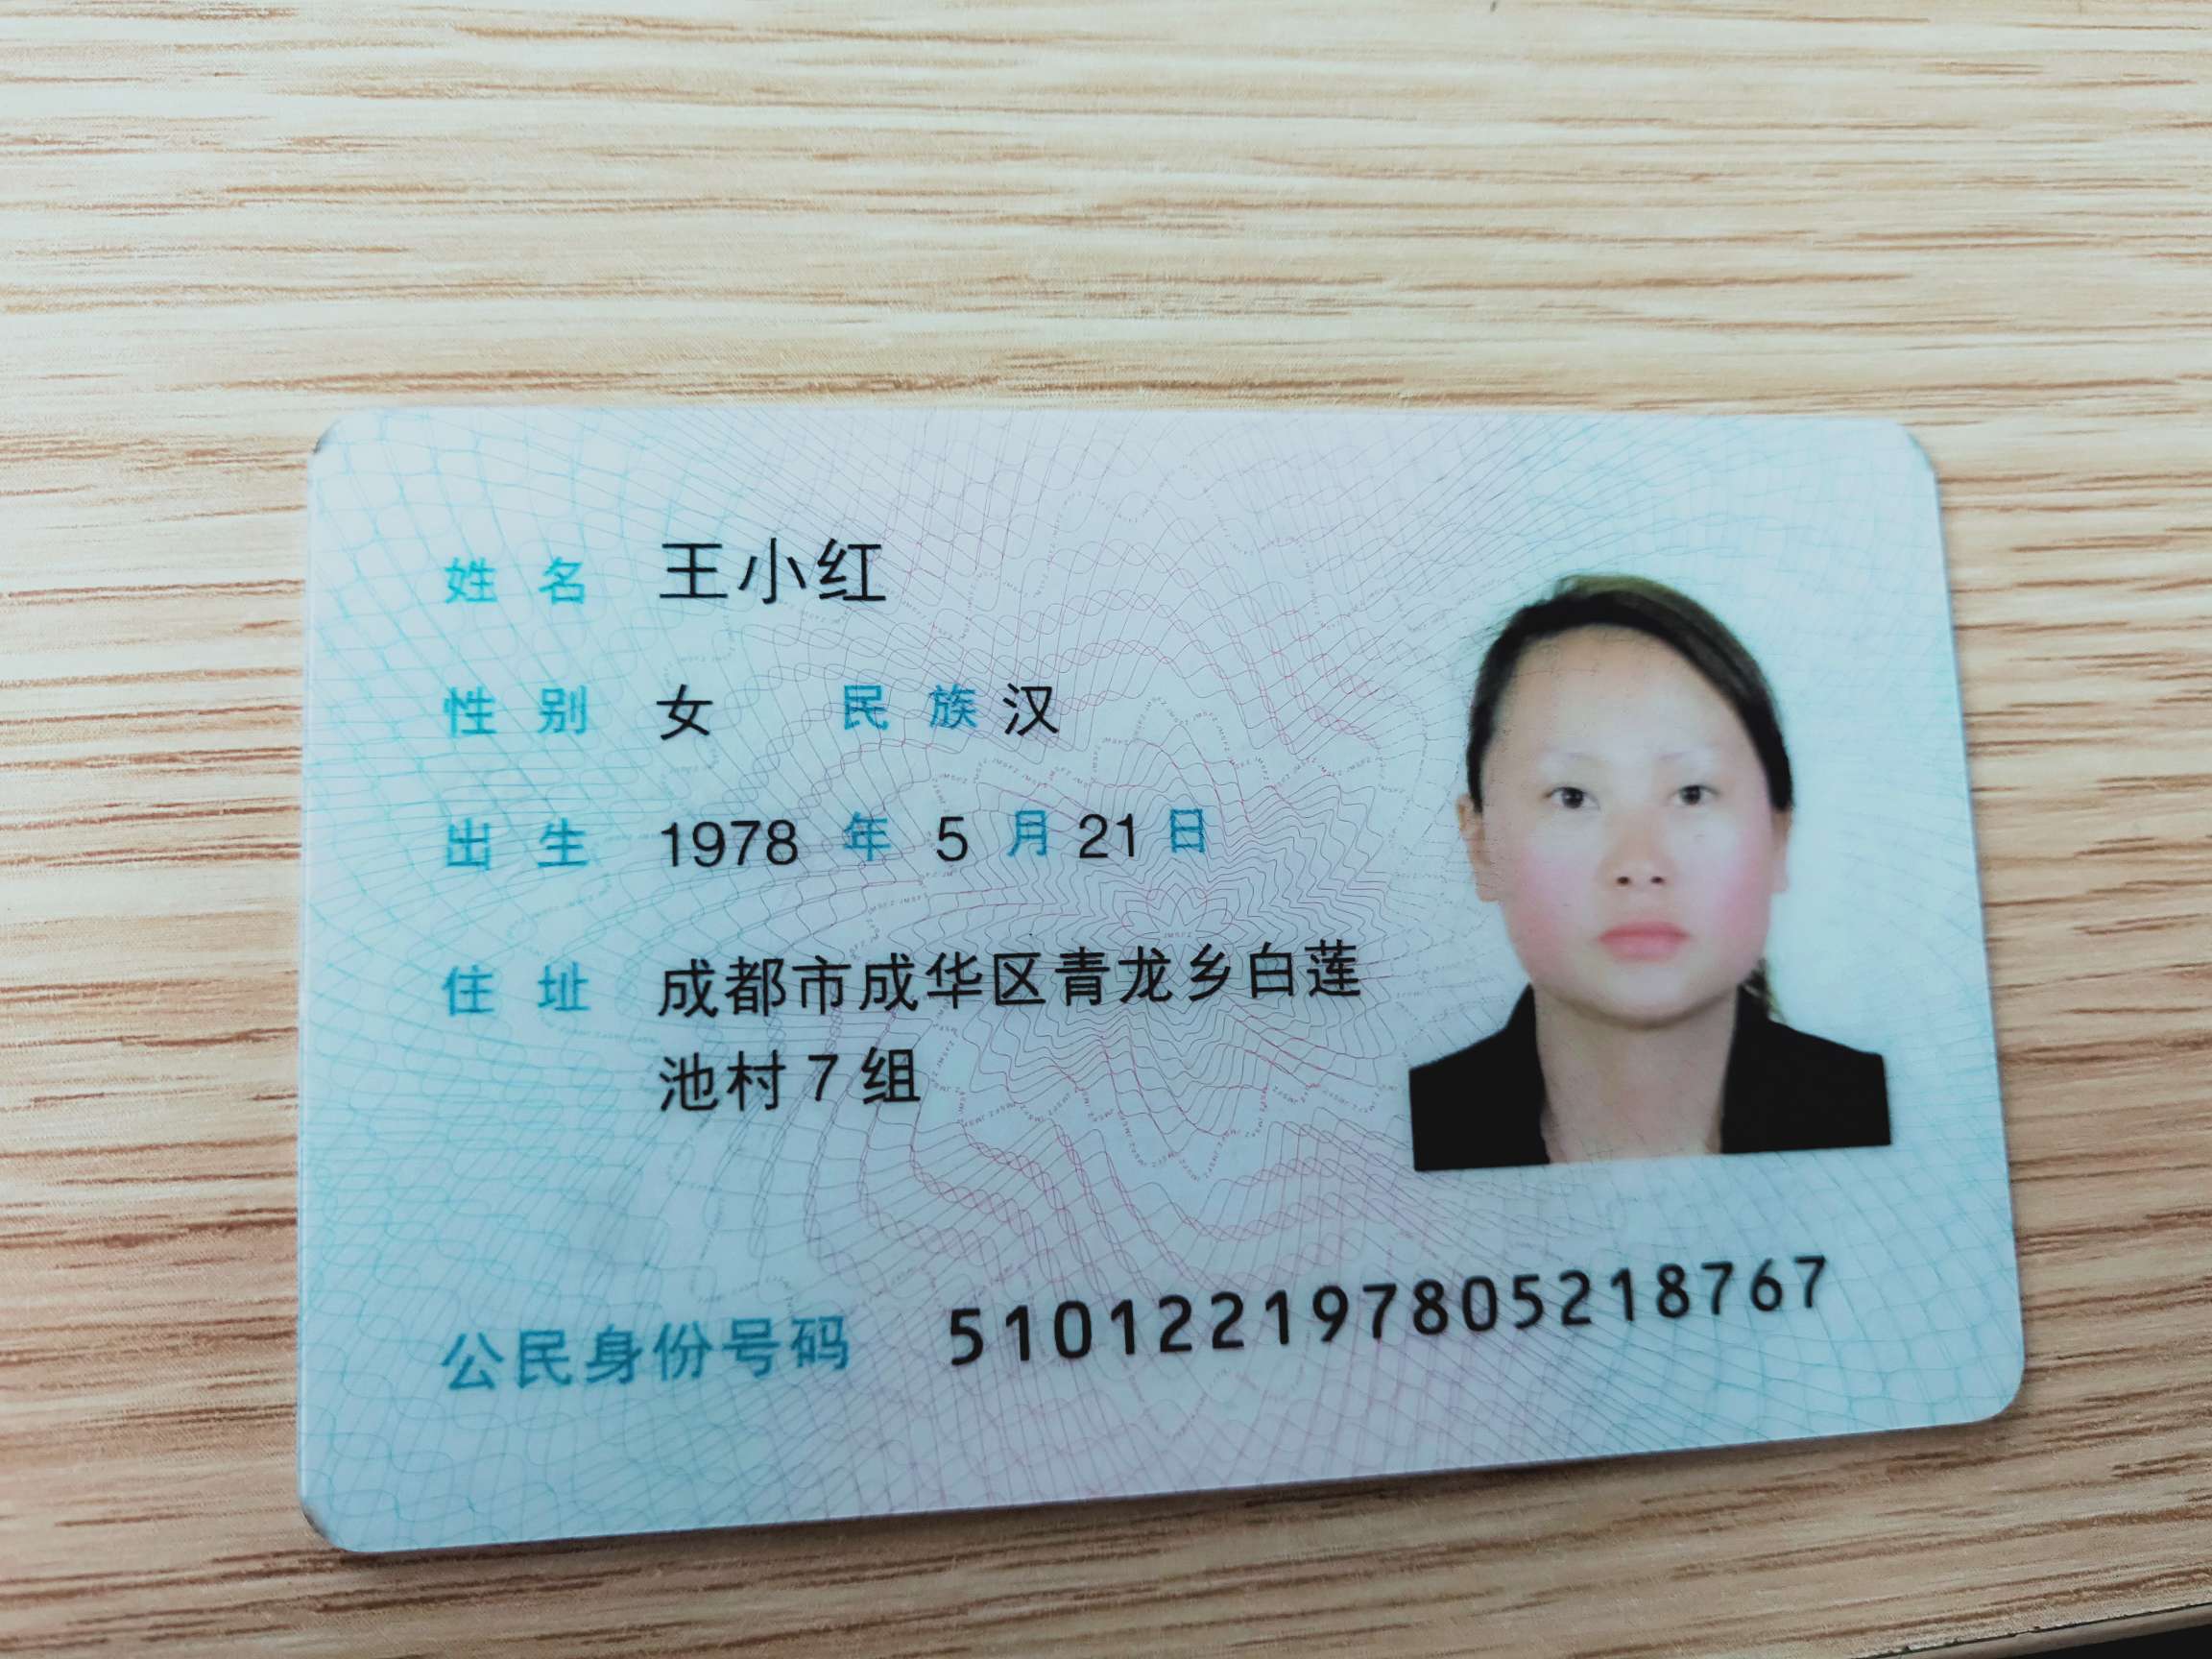 姓名 王小红
性别 女 民族 汉
出生 1978 年 5 月 21 日
住址 成都市成华区青龙乡白莲
池村7组
公民身份号码 510122197805218767